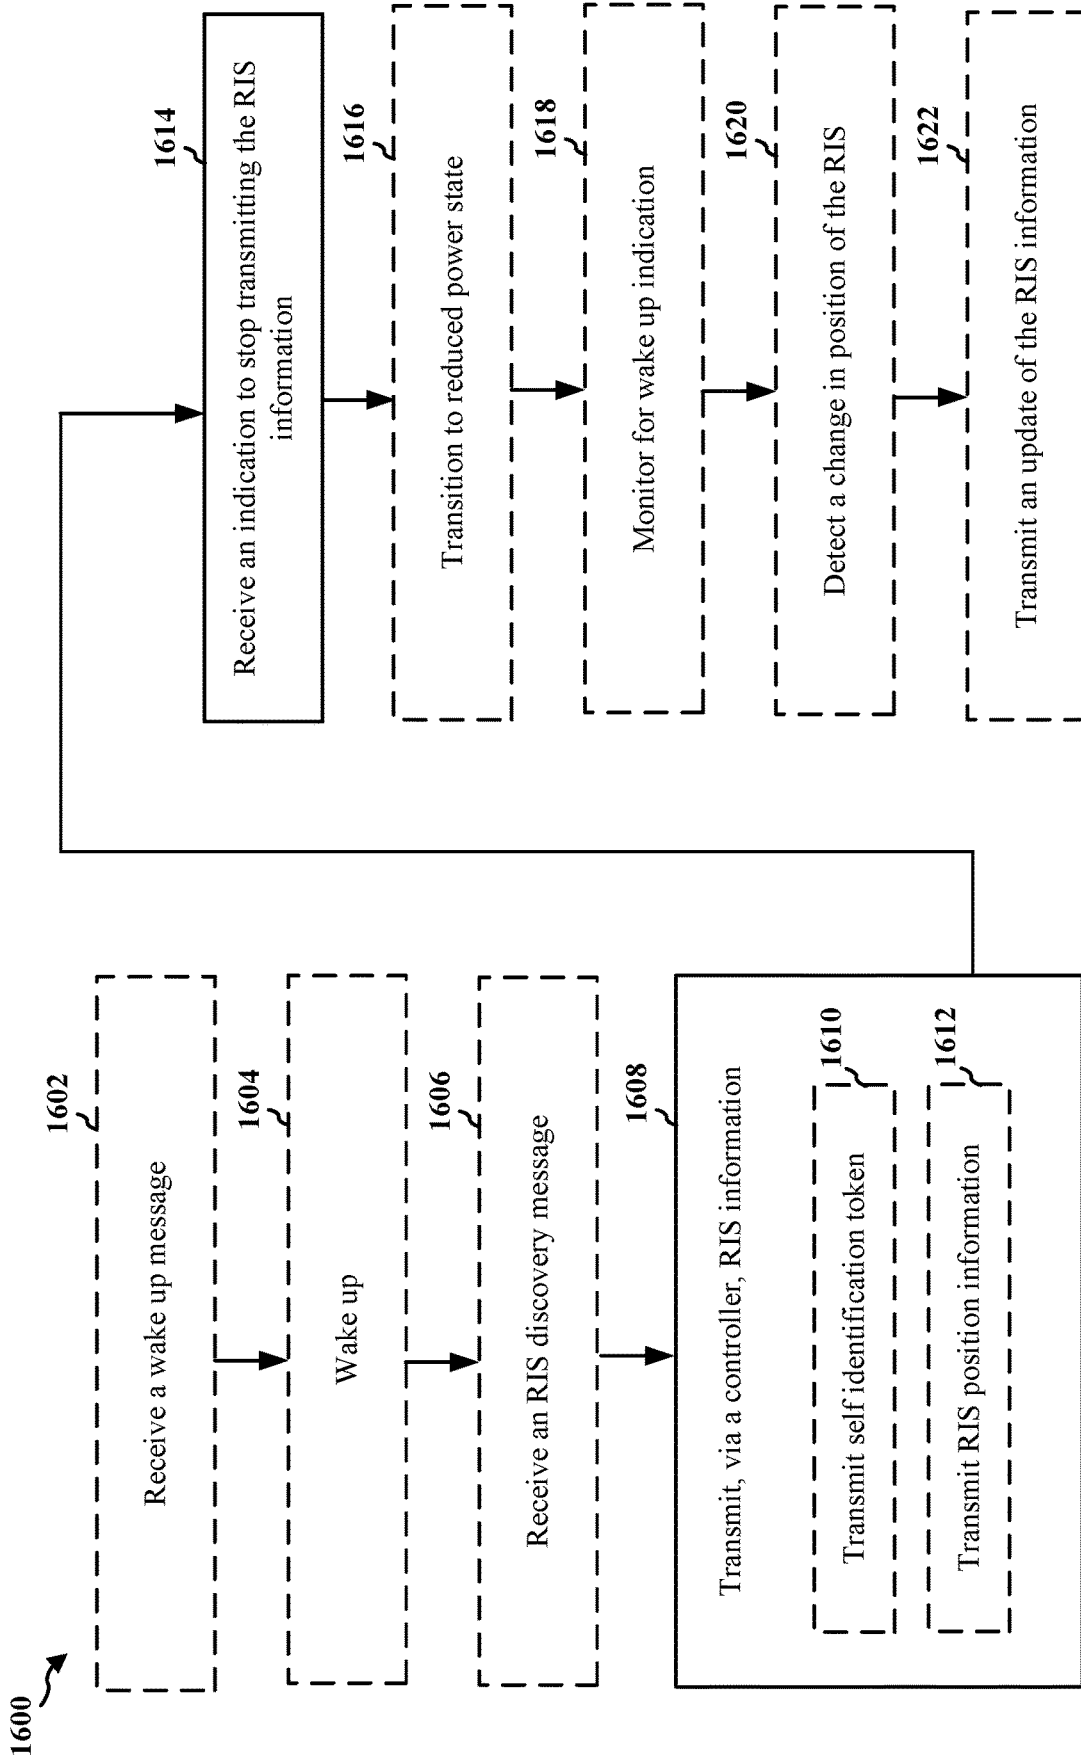 1600
1602
Receive a wake up message
1604
Wake up
1606
Receive an RIS discovery message
1608
Transmit, via a controller, RIS information
1610
Transmit self identification token
1612
Transmit RIS position information
1614
Receive an indication to stop transmitting the RIS
information
1616
Transition to reduced power state
1618
Monitor for wake up indication
1620
Detect a change in position of the RIS
1622
Transmit an update of the RIS information